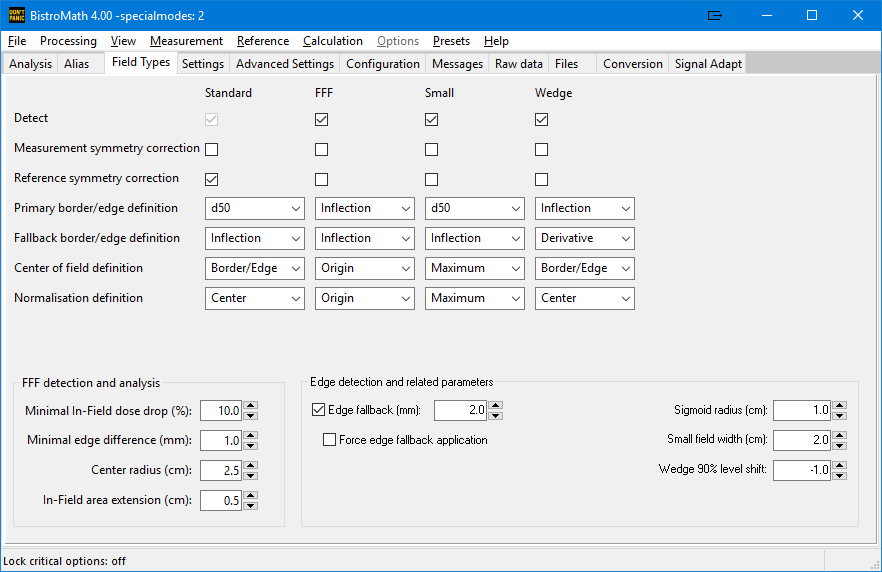 DON'T PANIC BistroMath 4.00 -specialmodes: 2
File Processing View Measurement Reference Calculation Options Presets Help
Analysis Alias Field Types Settings Advanced Settings Configuration Messages Raw data Files Conversion Signal Adapt
Standard FFF Small Wedge
Detect
Measurement symmetry correction
Reference symmetry correction
Primary border/edge definition d50 Inflection d50 Inflection
Fallback border/edge definition Inflection Inflection Inflection Derivative
Center of field definition Border/Edge Origin Maximum Border/Edge
Normalisation definition Center Origin Maximum Center
FFF detection and analysis
Minimal In-Field dose drop (%): 10.0
Minimal edge difference (mm): 1.0
Center radius (cm): 2.5
In-Field area extension (cm): 0.5
Edge detection and related parameters
Edge fallback (mm): 2.0 Sigmoid radius (cm): 1.0
Force edge fallback application Small field width (cm): 2.0
Wedge 90% level shift: -1.0
Lock critical options: off